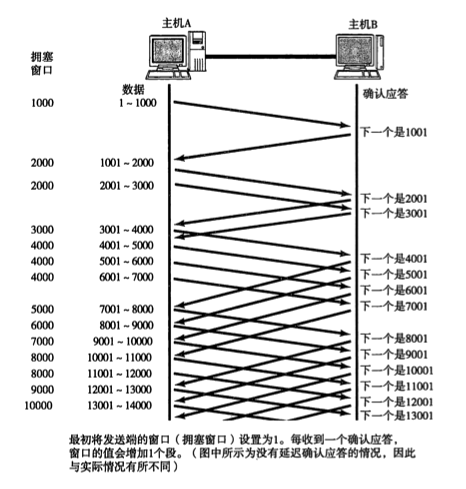 主机A 主机B
拥塞
窗口
数据 确认应答
1000 1～1000
下一个是1001
2000 1001～2000
2000 2001～3000
下一个是2001
下一个是3001
3000 3001～4000
4000 4001～5000
4000 5001～6000
4000 6001～7000
下一个是4001
下一个是5001
下一个是6001
下一个是7001
5000 7001～8000
6000 8001～9000
7000 9001～10000
8000 10001～11000
8000 11001～12000
9000 12001～13000
10000 13001～14000
下一个是8001
下一个是9001
下一个是10001
下一个是11001
下一个是12001
下一个是13001
最初将发送端的窗口（拥塞窗口）设置为1。每收到一个确认应答，
窗口的值会增加1个段。（图中所示为没有延迟确认应答的情况，因此
与实际情况有所不同）